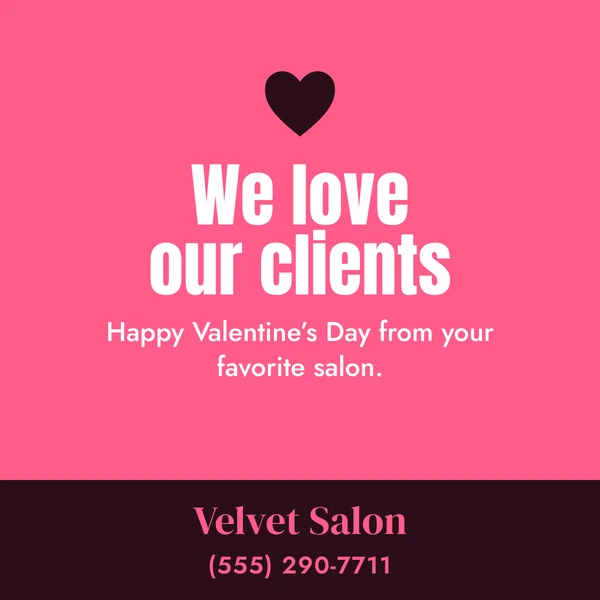 We love
our clients
Happy Valentine’s Day from your
favorite salon.
Velvet Salon
(555) 290-7711